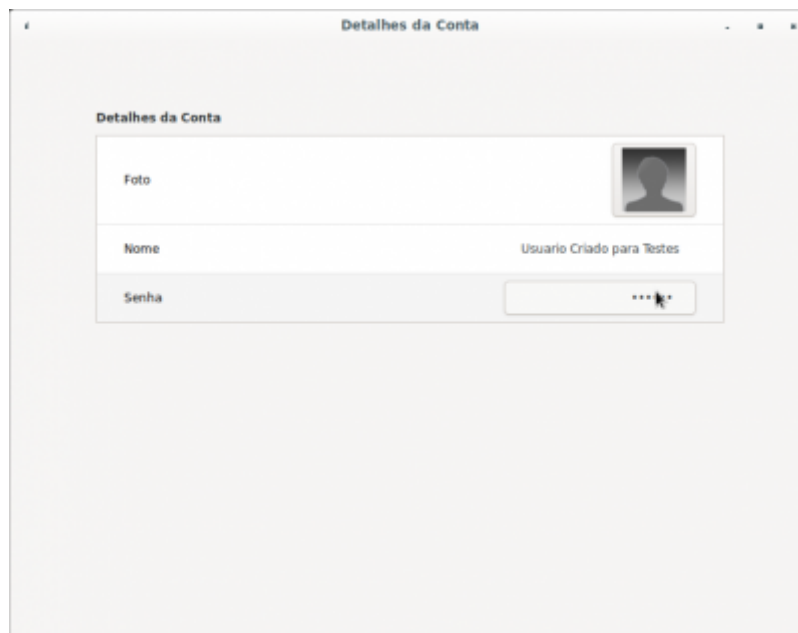 Detalhes da Conta
Detalhes da Conta
Foto
Nome Usuario Criado para Testes
Senha